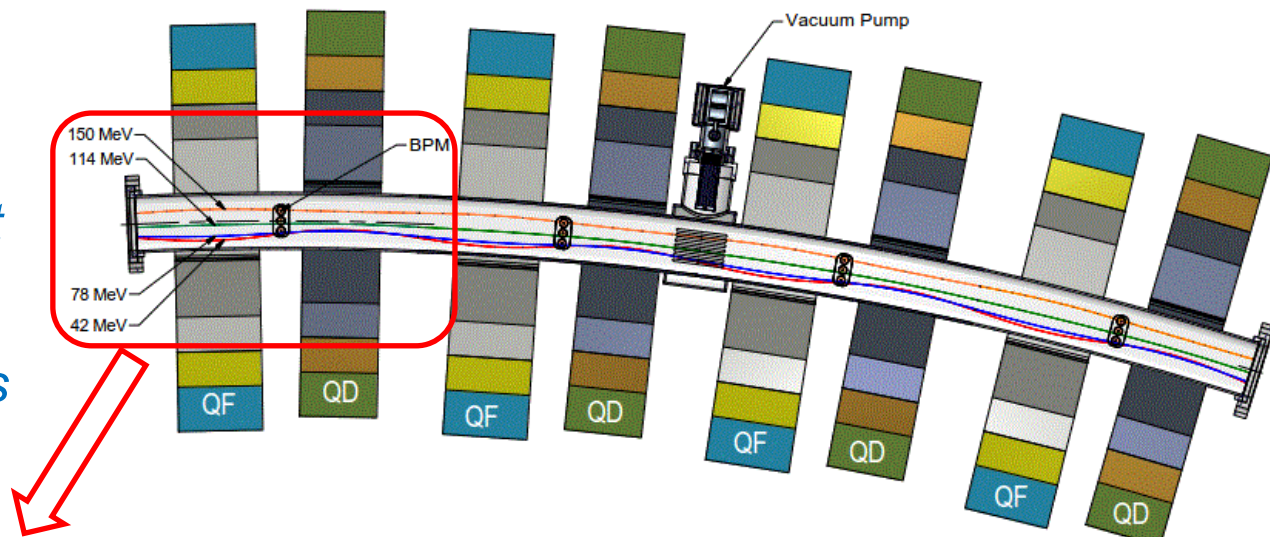 Vacuum Pump
150 MeV
BPM
114 MeV
t
78 MeV
42 MeV
s
QF
QD
QF
QD
QF
QD
QF
QD